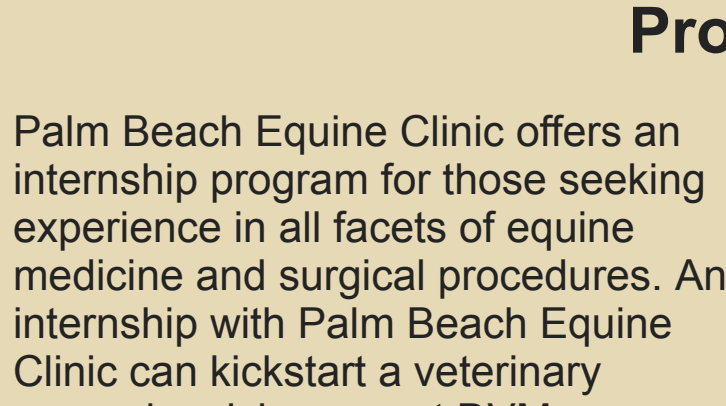 Pro
Palm Beach Equine Clinic offers an
internship program for those seeking
experience in all facets of equine
medicine and surgical procedures. An
internship with Palm Beach Equine
Clinic can kickstart a veterinary